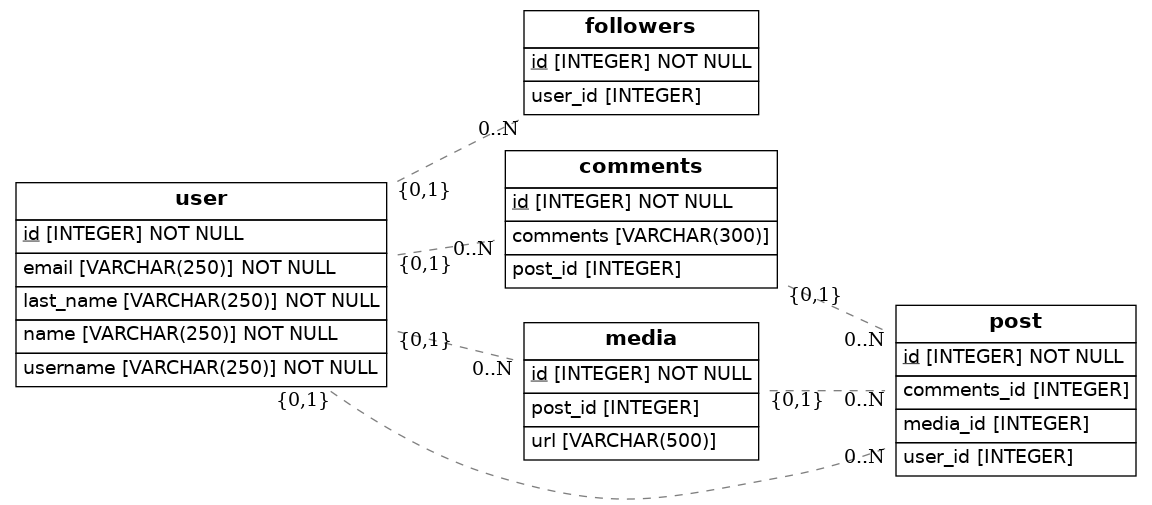 followers
id [INTEGER] NOT NULL
user_id [INTEGER]
0..N
{0,1}
comments
id [INTEGER] NOT NULL
comments [VARCHAR(300)]
post_id [INTEGER]
user
id [INTEGER] NOT NULL
email [VARCHAR(250)] NOT NULL
last_name [VARCHAR(250)] NOT NULL
name [VARCHAR(250)] NOT NULL
username [VARCHAR(250)] NOT NULL
0..N
{0,1}
{0,1}
0..N
{0,1}
0..N
media
id [INTEGER] NOT NULL
post_id [INTEGER]
url [VARCHAR(500)]
{0,1}
0..N
{0,1}
0..N
post
id [INTEGER] NOT NULL
comments_id [INTEGER]
media_id [INTEGER]
user_id [INTEGER]
0..N